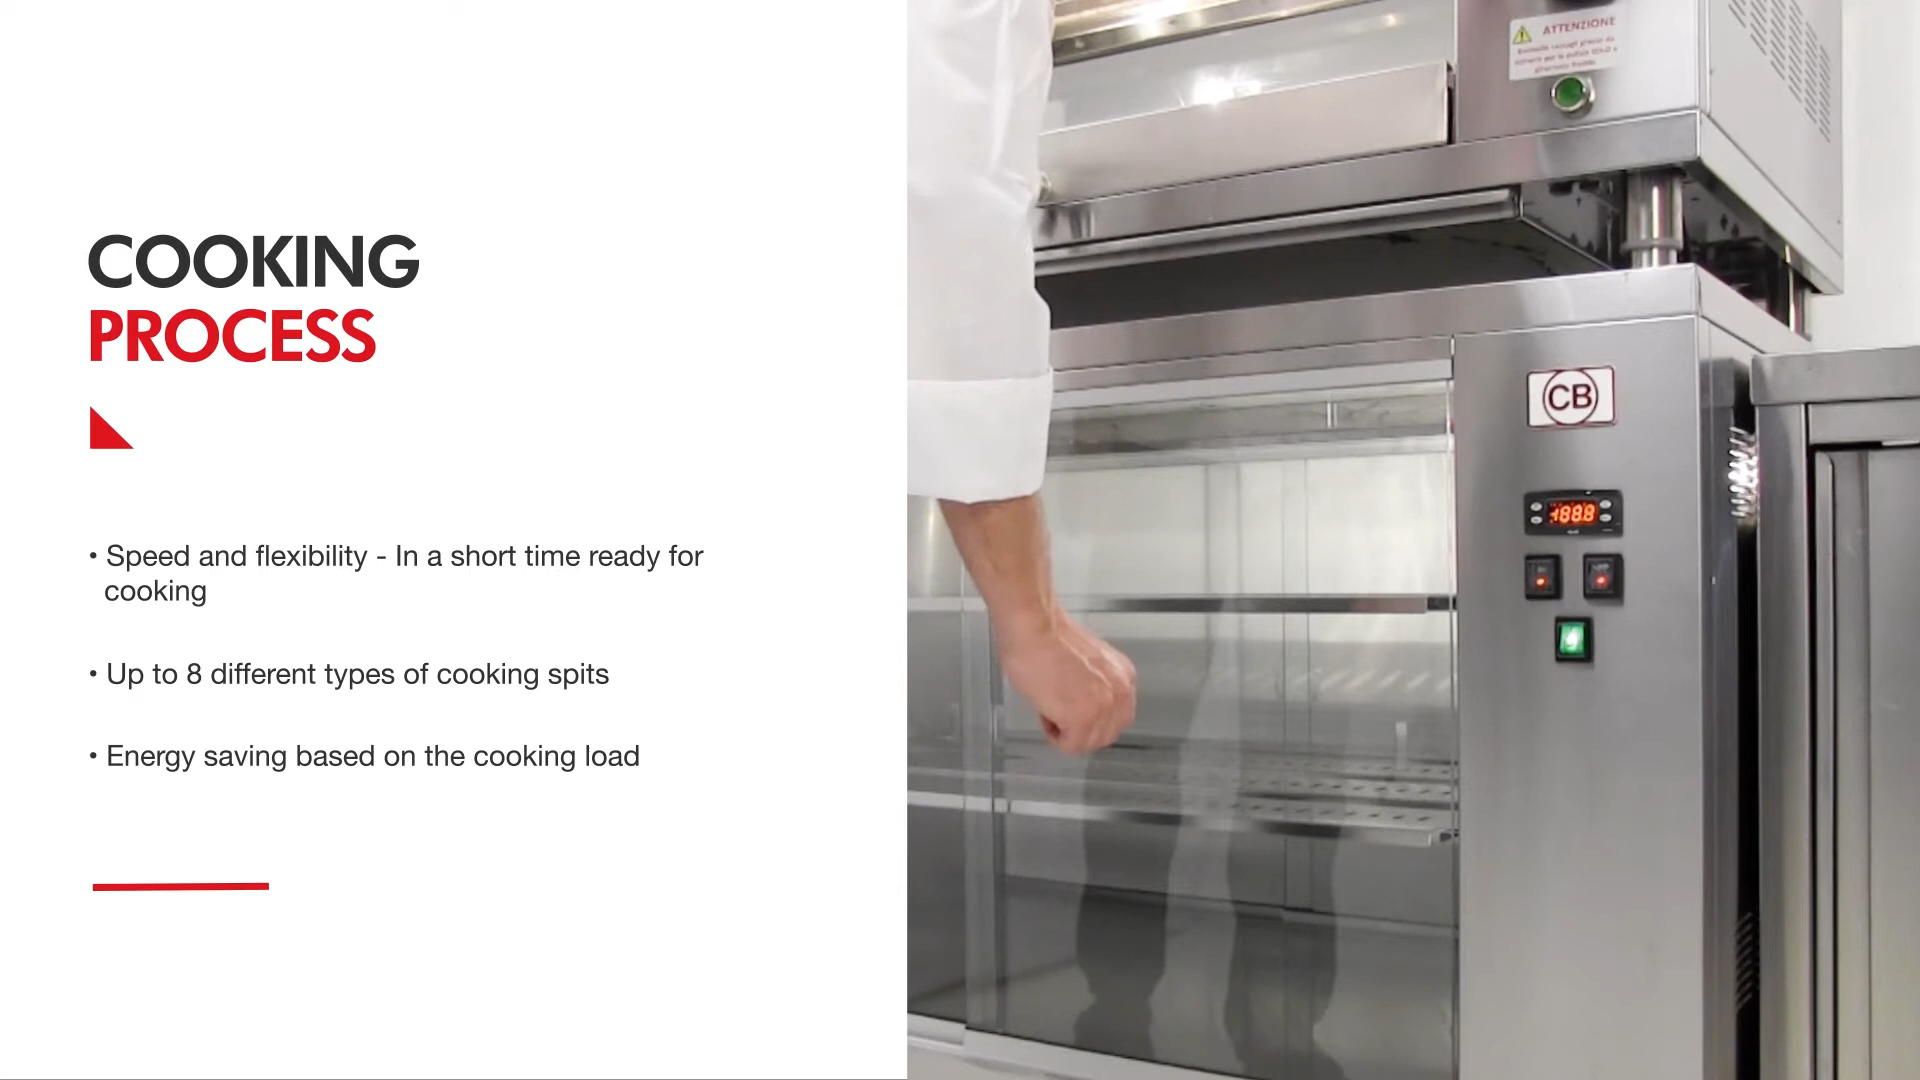 COOKING
PROCESS
• Speed and flexibility - In a short time ready for
cooking
• Up to 8 different types of cooking spits
• Energy saving based on the cooking load
ATTENZIONE
CB